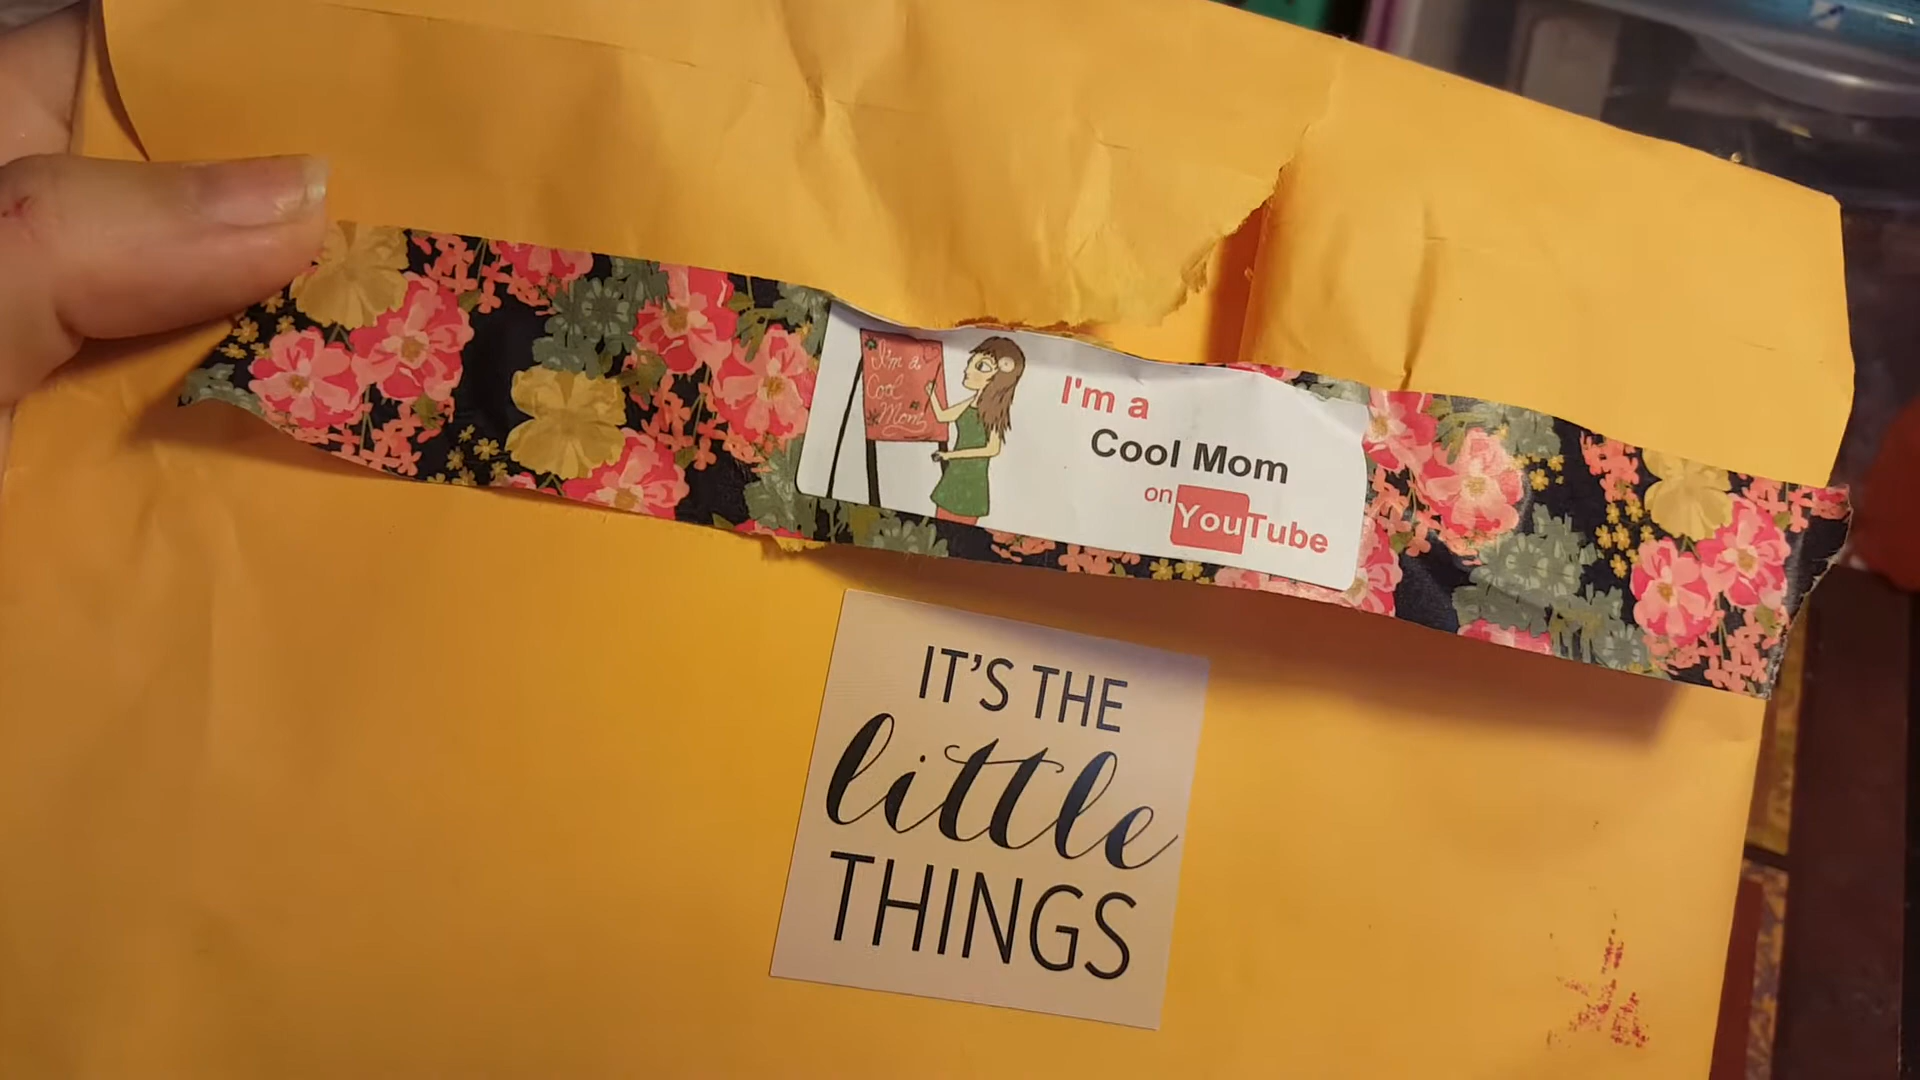 I'm a
Cool
Mom
I'm a
Cool Mom
on YouTube
IT'S THE
little
THINGS